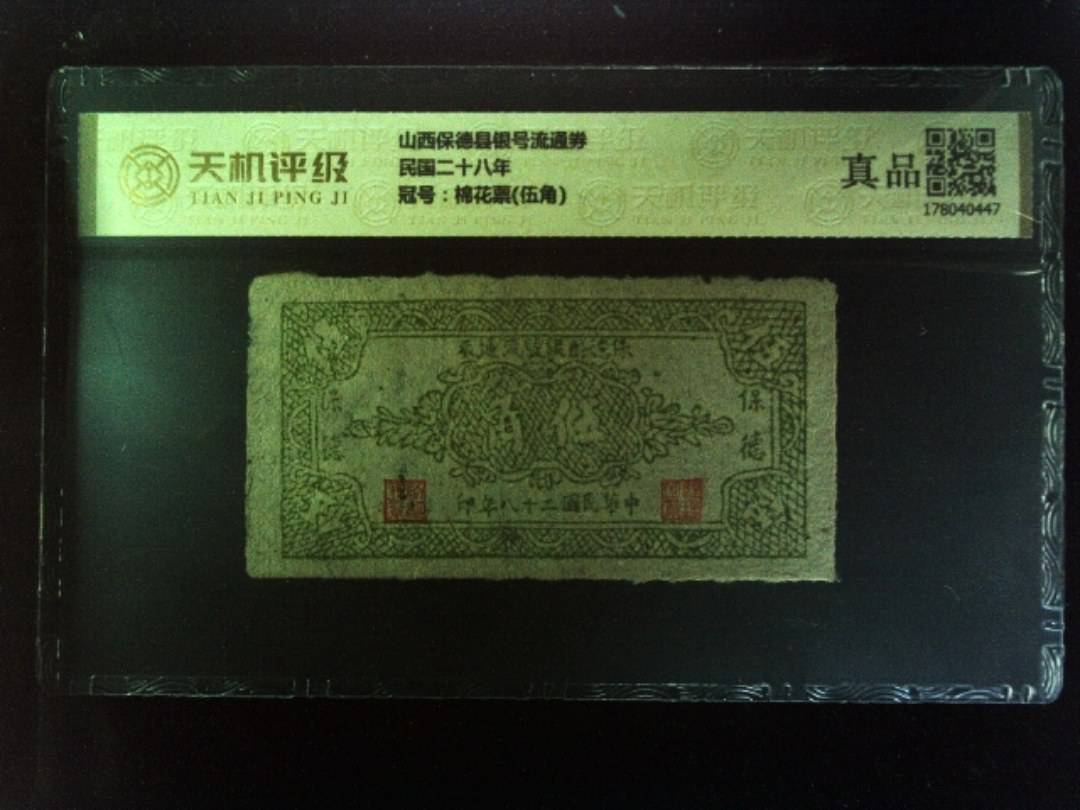 天机评级
TIAN JI PING JI
山西保德县银号流通券
民国二十八年
冠号：棉花票(伍角)
真品
178040447
伍角
保德
保德
中華民國二十八年印